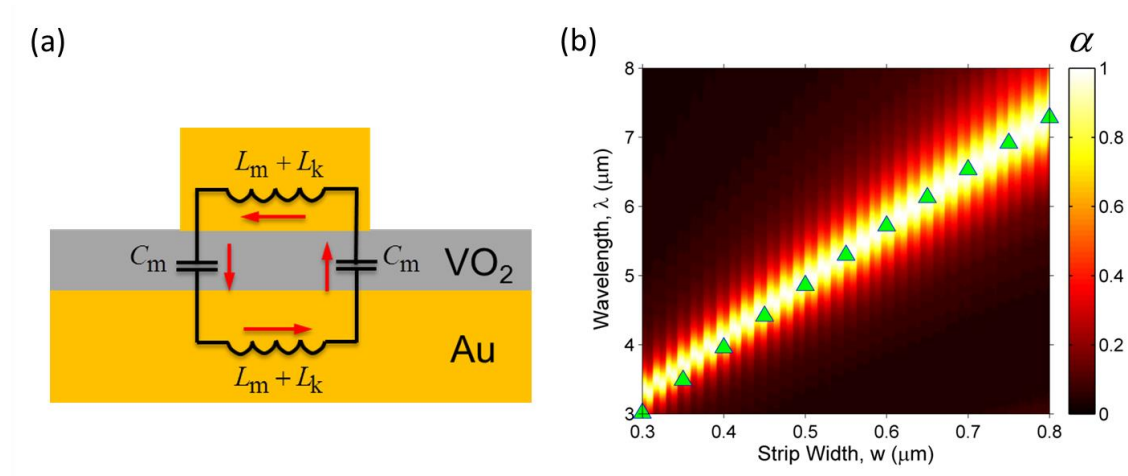 (a)
Lm + Lk
Cm
Cm
VO2
Au
Lm + Lk
(b)
α
Wavelength, λ (μm)
8
7
6
5
4
3
0.3
0.4
0.5
0.6
0.7
0.8
Strip Width, w (μm)
1
0.8
0.6
0.4
0.2
0